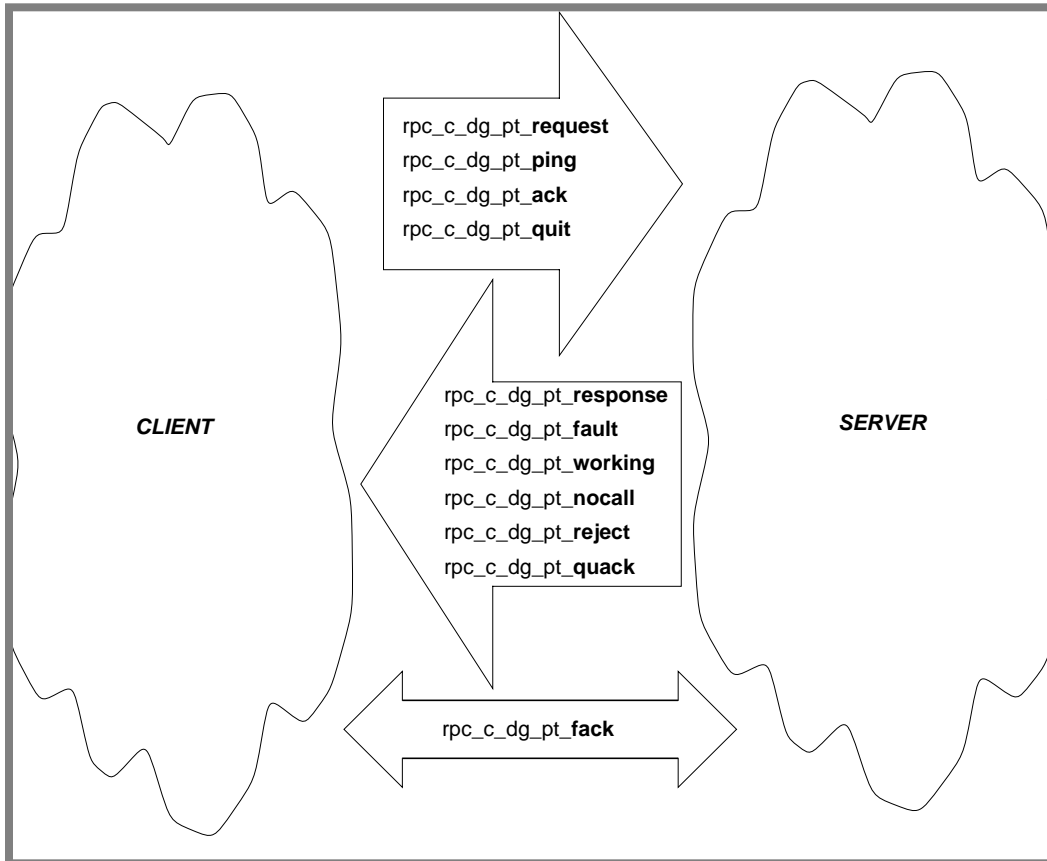 rpc_c_dg_pt_request
rpc_c_dg_pt_ping
rpc_c_dg_pt_ack
rpc_c_dg_pt_quit
rpc_c_dg_pt_response
rpc_c_dg_pt_fault
rpc_c_dg_pt_working
rpc_c_dg_pt_nocall
rpc_c_dg_pt_reject
rpc_c_dg_pt_quack
CLIENT
SERVER
rpc_c_dg_pt_fack